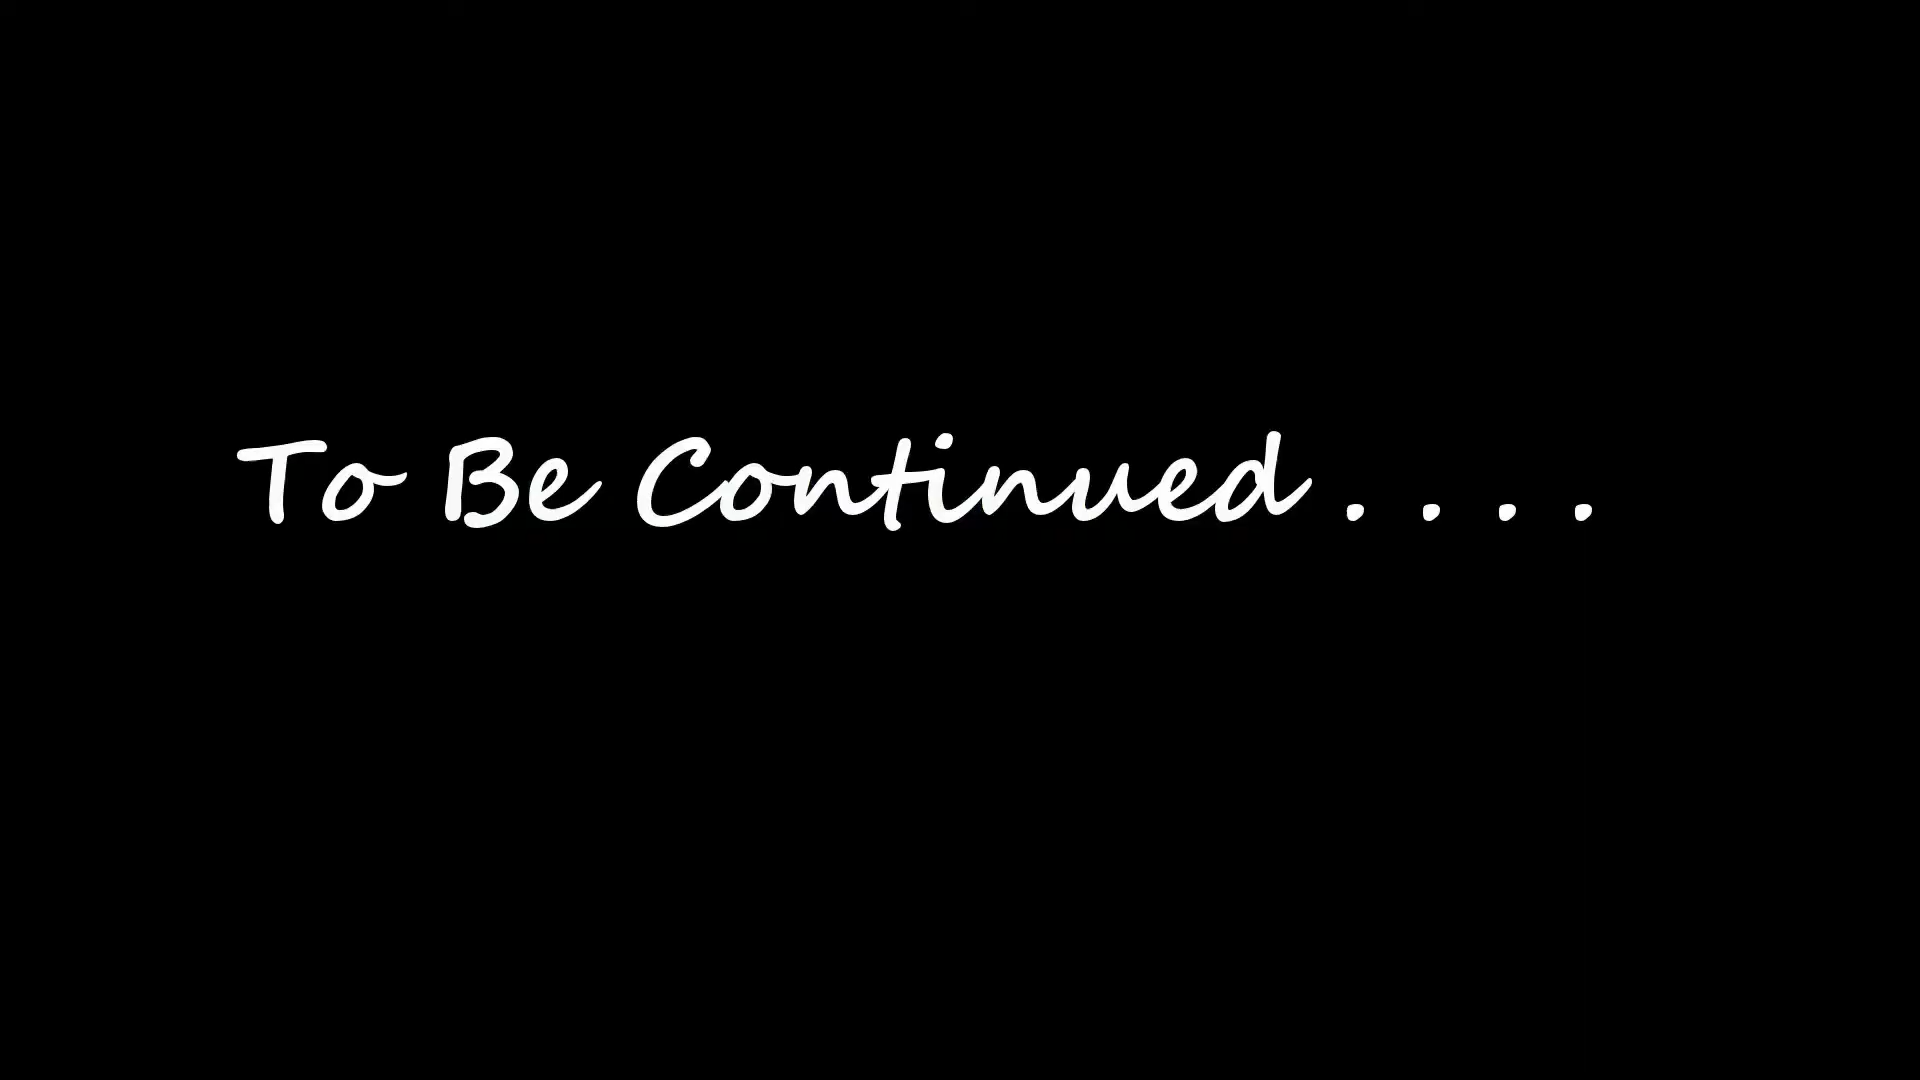 To Be Continued . . . .